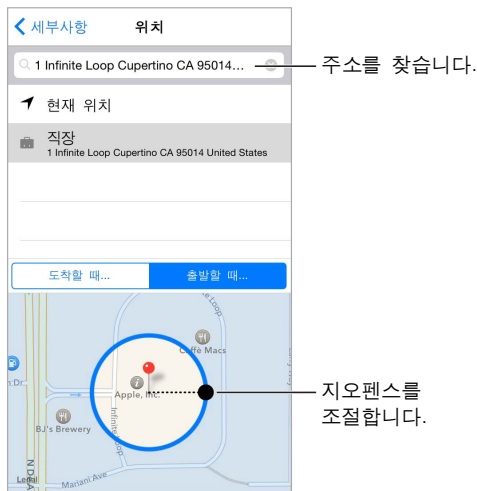 세부사항
위치
1 Infinite Loop Cupertino CA 95014...
주소를 찾습니다.
현재 위치
직장
1 Infinite Loop Cupertino CA 95014 United States
도착할 때...
출발할 때...
Loop
Caffè Macs
Apple, Inc.
지오펜스를
조절합니다.
BJ's Brewery
Infinite Loop
Mariani Ave
N D
Legal